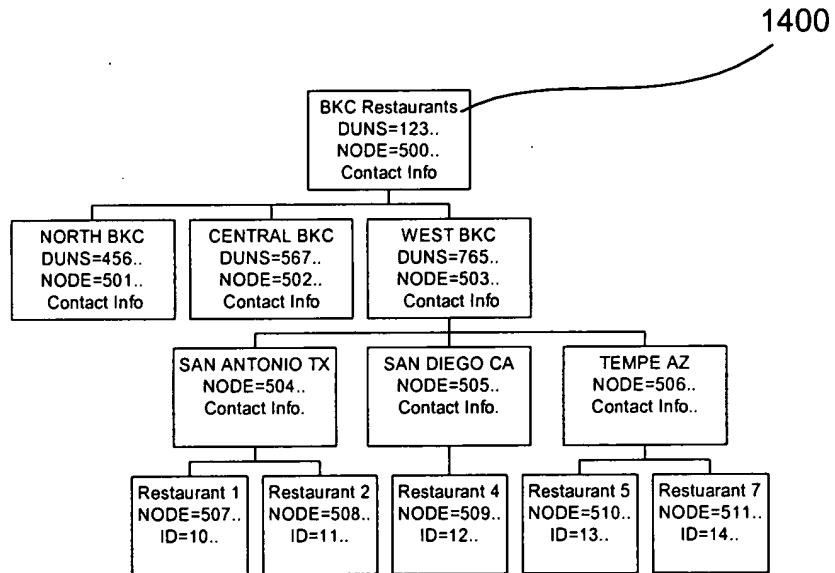 1400
BKC Restaurants
DUNS=123..
NODE=500..
Contact Info
NORTH BKC
DUNS=456..
NODE=501..
Contact Info
CENTRAL BKC
DUNS=567..
NODE=502..
Contact Info
WEST BKC
DUNS=765..
NODE=503..
Contact Info
SAN ANTONIO TX
NODE=504..
Contact Info.
SAN DIEGO CA
NODE=505..
Contact Info.
TEMPE AZ
NODE=506..
Contact Info..
Restaurant 1
NODE=507..
ID=10..
Restaurant 2
NODE=508..
ID=11..
Restaurant 4
NODE=509..
ID=12..
Restaurant 5
NODE=510..
ID=13..
Restuarant 7
NODE=511..
ID=14..